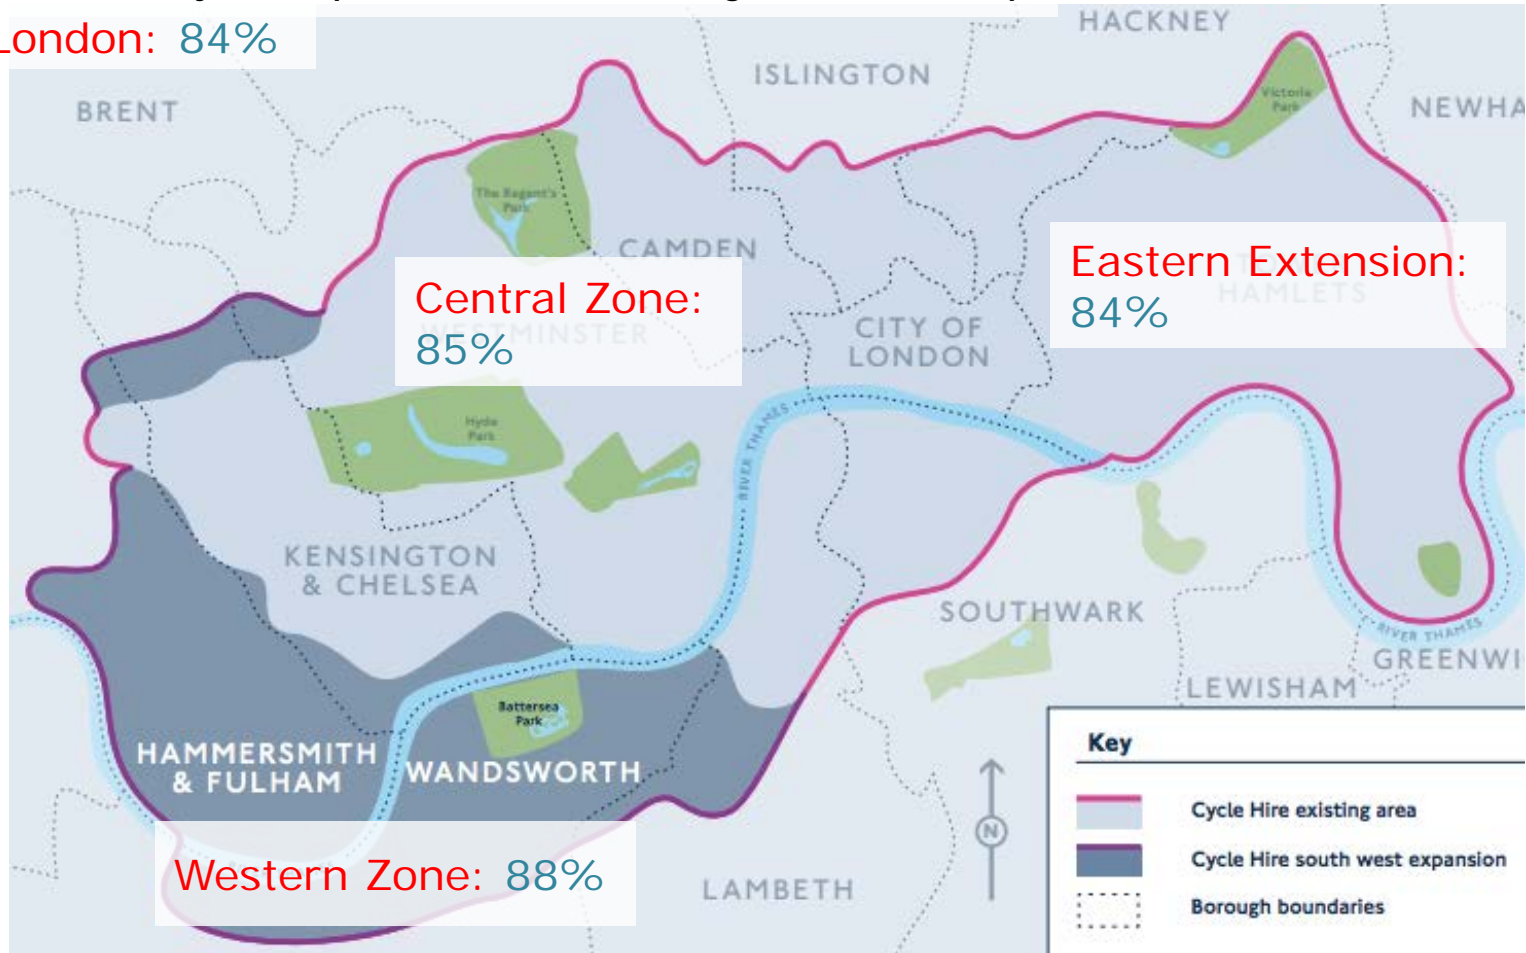 London: 84%
HACKNEY
ISLINGTON
BRENT
Victoria
Park
NEWHA
The Regent's
Park
CAMDEN
Eastern Extension:
84%
HAMLETS
Central Zone:
85%
WESTMINSTER
CITY OF
LONDON
Hyde
Park
RIVER THAMES
KENSINGTON
& CHELSEA
SOUTHWARK
RIVER THAMES
GREENWI
LEWISHAM
Battersea
Park
HAMMERSMITH
& FULHAM
WANDSWORTH
Western Zone: 88%
LAMBETH
N
Key
Cycle Hire existing area
Cycle Hire south west expansion
Borough boundaries